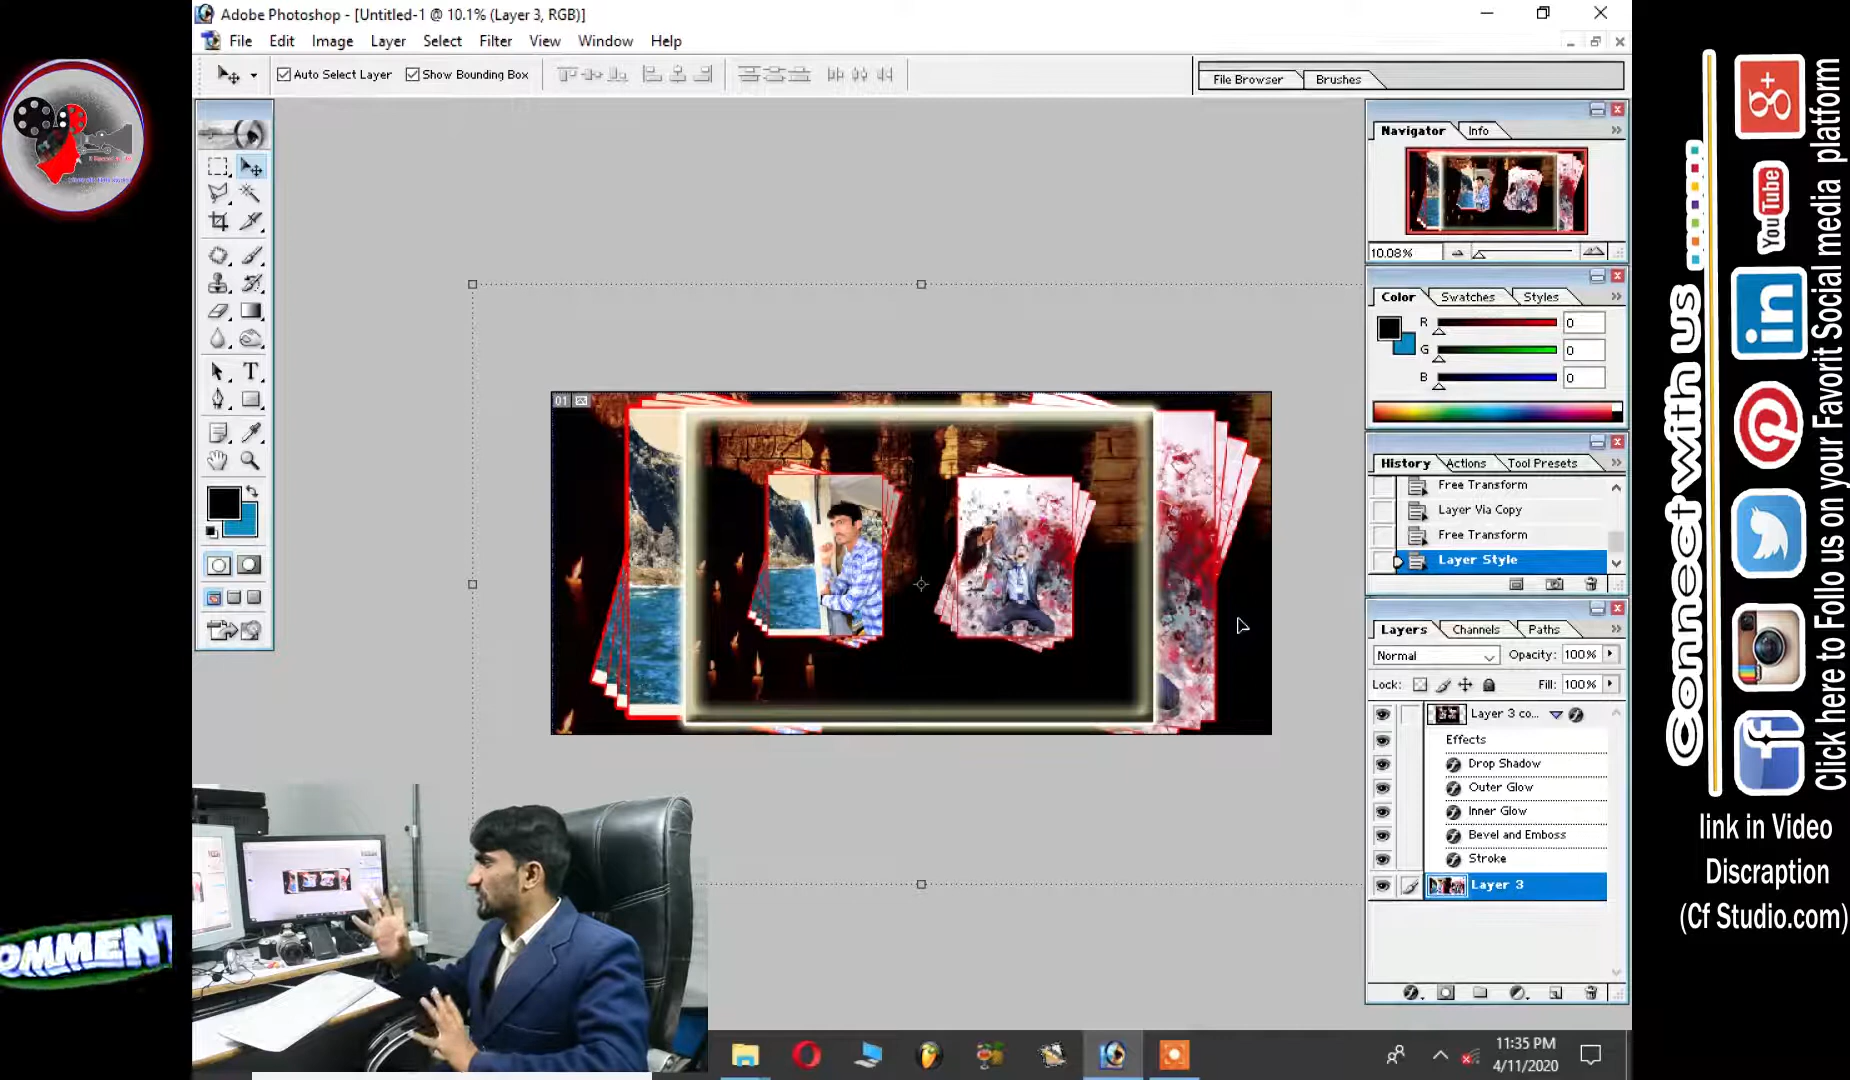 Adobe Photoshop - [Untitled-1 @ 10.1% (Layer 3, RGB)]
File Edit Image Layer Select Filter View Window Help
Auto Select Layer Show Bounding Box
File Browser Brushes
Navigator Info
10.08%
Color Swatches Styles
R 0
G 0
B 0
History Actions Tool Presets
Free Transform
Layer Via Copy
Free Transform
Layer Style
Layers Channels Paths
Normal Opacity: 100%
Lock: Fill: 100%
Layer 3 co...
Effects
Drop Shadow
Outer Glow
Inner Glow
Bevel and Emboss
Stroke
Layer 3
01
11:35 PM
4/11/2020
OMMENT
Connect with us
g+
YouTube
in
f
Click here to Follo us on your Favorit Social media platform
link in Video
Discraption
(Cf Studio.com)